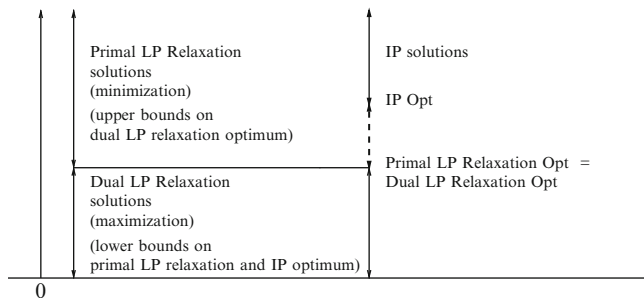 Primal LP Relaxation
solutions
(minimization)
(upper bounds on
dual LP relaxation optimum)
IP solutions
IP Opt
Primal LP Relaxation Opt =
Dual LP Relaxation Opt
Dual LP Relaxation
solutions
(maximization)
(lower bounds on
primal LP relaxation and IP optimum)
0